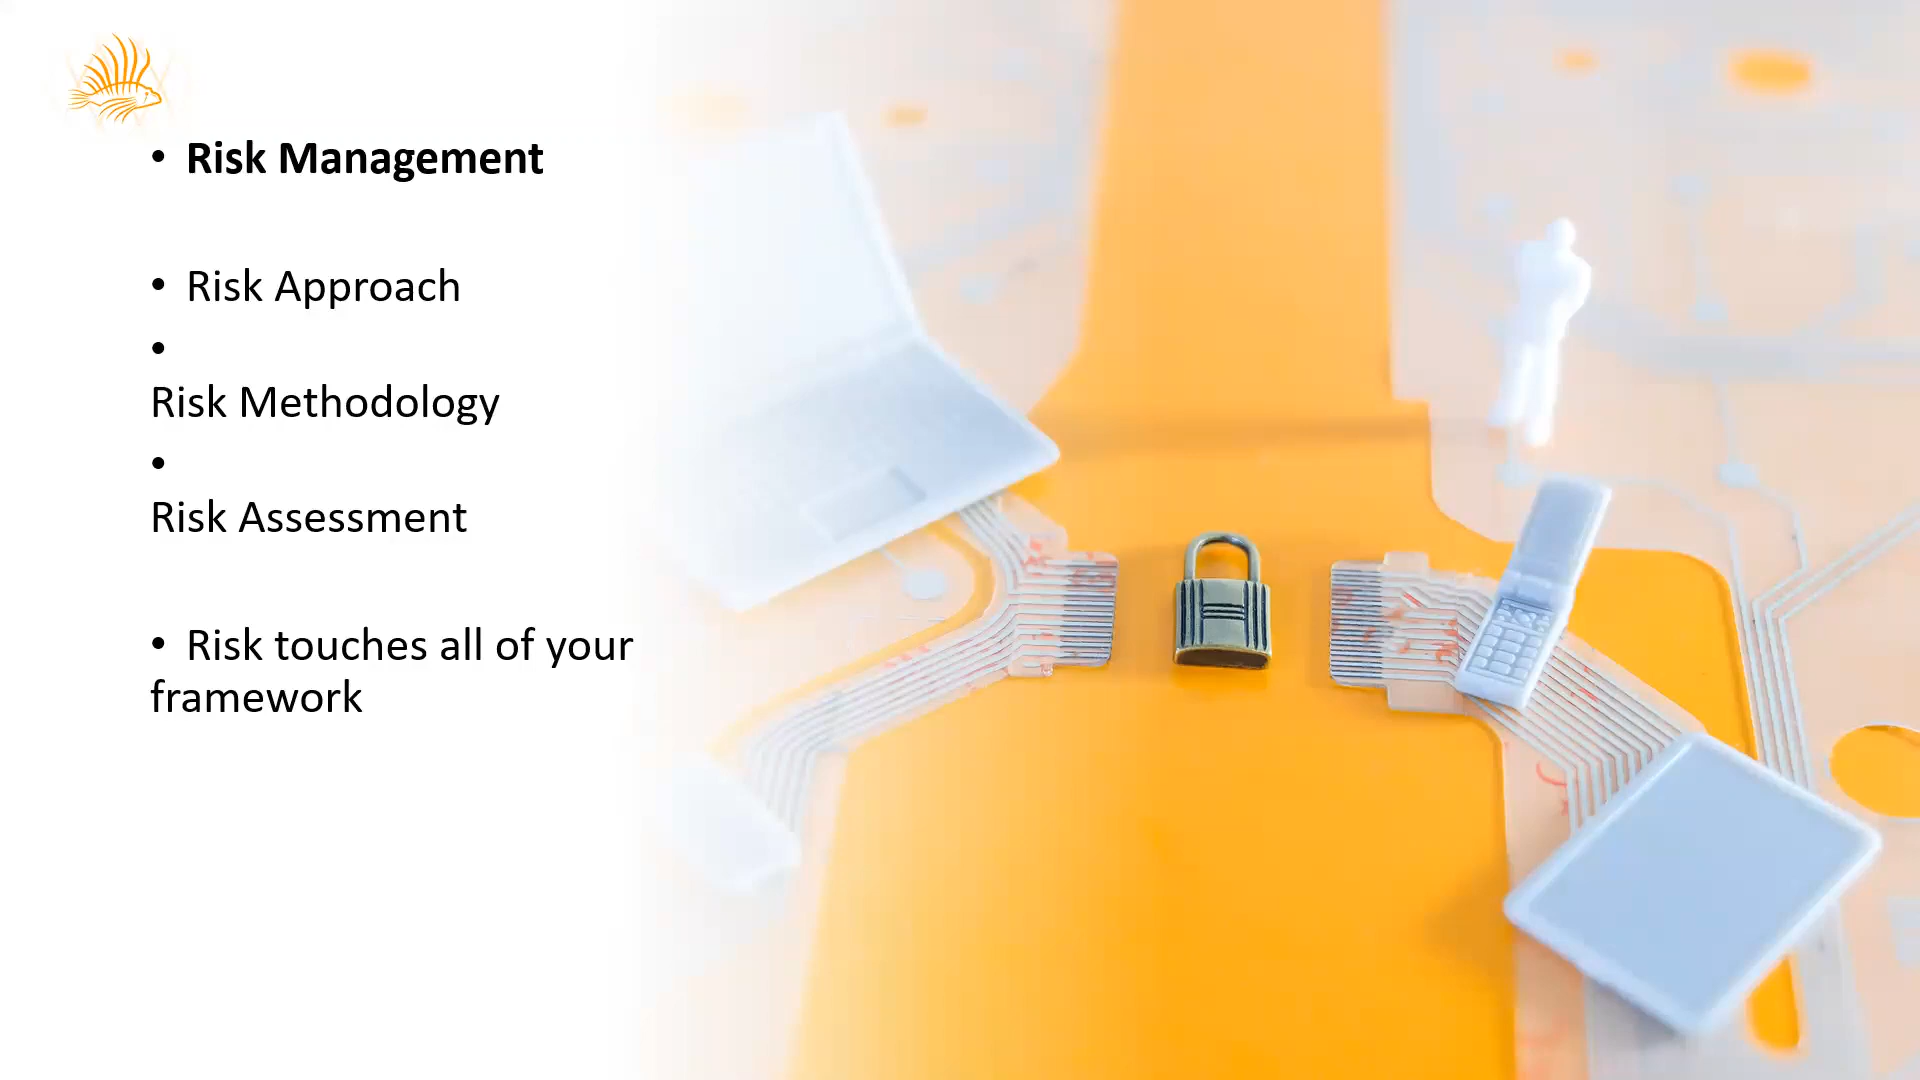 • Risk Management
• Risk Approach
•
Risk Methodology
•
Risk Assessment
• Risk touches all of your
framework